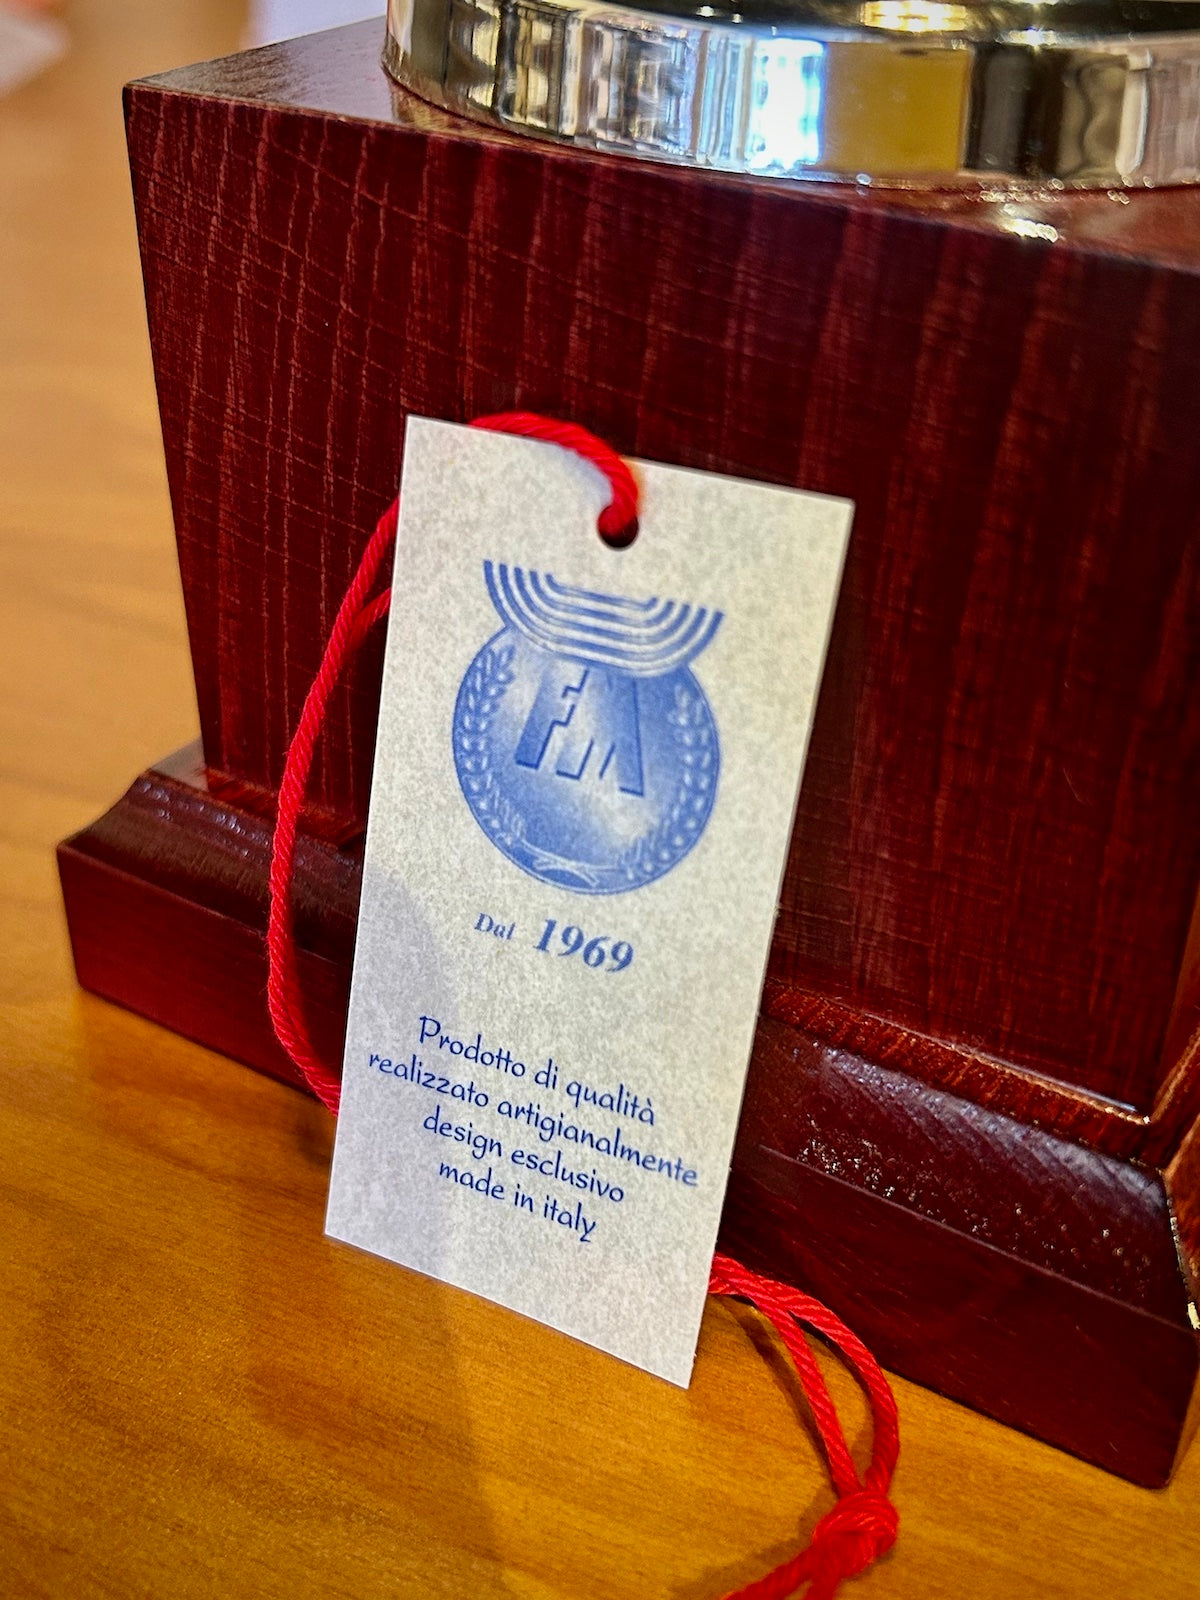 FM
Dal 1969
Prodotto di qualità
realizzato artigianalmente
design esclusivo
made in italy